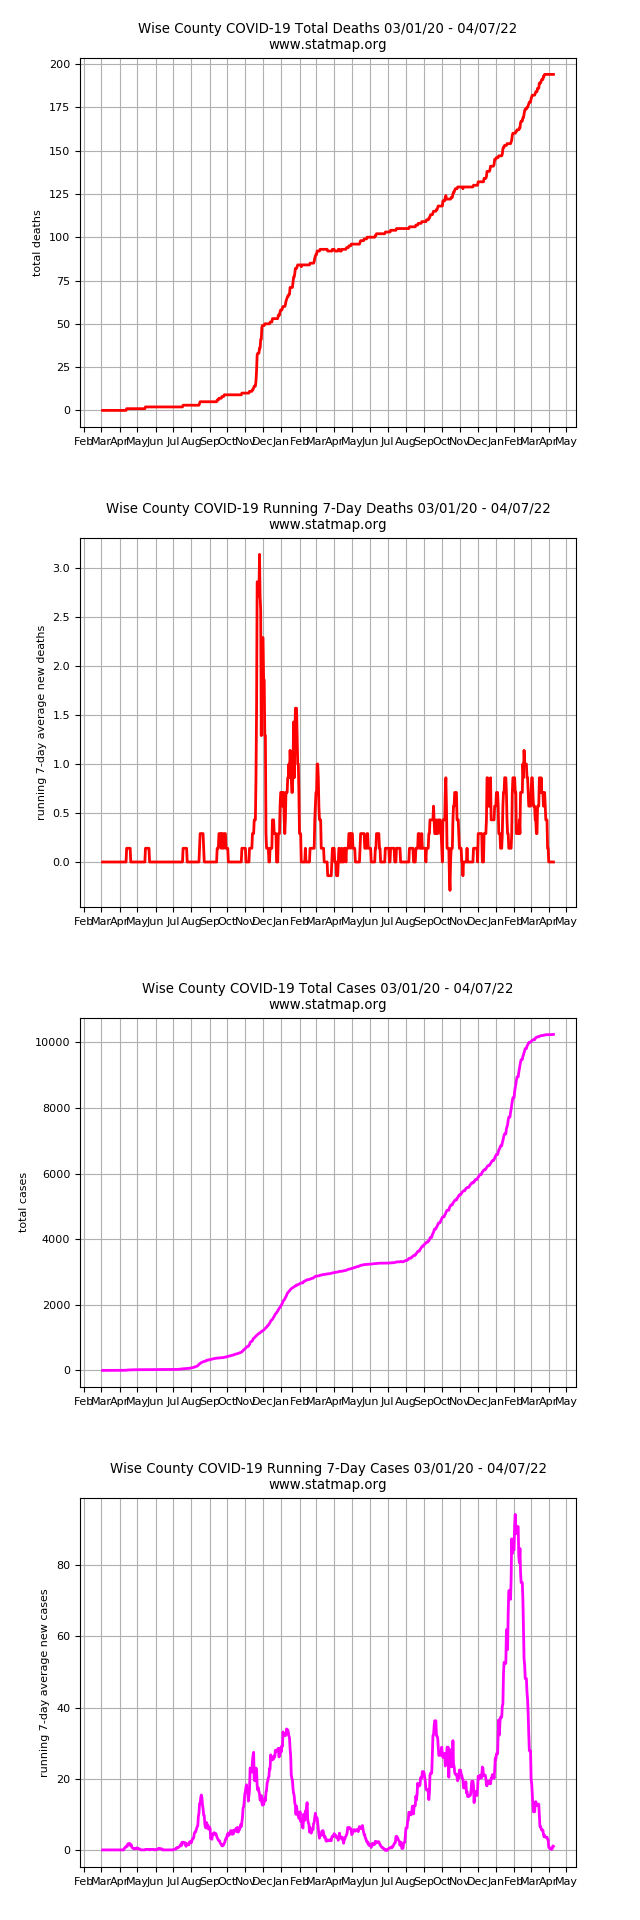 Wise County COVID-19 Total Deaths 03/01/20 - 04/07/22
www.statmap.org
total deaths
200
175
150
125
100
75
50
25
0
Feb Mar Apr May Jun Jul Aug Sep Oct Nov Dec Jan Feb Mar Apr May Jun Jul Aug Sep Oct Nov Dec Jan Feb Mar Apr May
Wise County COVID-19 Running 7-Day Deaths 03/01/20 - 04/07/22
www.statmap.org
running 7-day average new deaths
3.0
2.5
2.0
1.5
1.0
0.5
0.0
Feb Mar Apr May Jun Jul Aug Sep Oct Nov Dec Jan Feb Mar Apr May Jun Jul Aug Sep Oct Nov Dec Jan Feb Mar Apr May
Wise County COVID-19 Total Cases 03/01/20 - 04/07/22
www.statmap.org
total cases
10000
8000
6000
4000
2000
0
Feb Mar Apr May Jun Jul Aug Sep Oct Nov Dec Jan Feb Mar Apr May Jun Jul Aug Sep Oct Nov Dec Jan Feb Mar Apr May
Wise County COVID-19 Running 7-Day Cases 03/01/20 - 04/07/22
www.statmap.org
running 7-day average new cases
80
60
40
20
0
Feb Mar Apr May Jun Jul Aug Sep Oct Nov Dec Jan Feb Mar Apr May Jun Jul Aug Sep Oct Nov Dec Jan Feb Mar Apr May